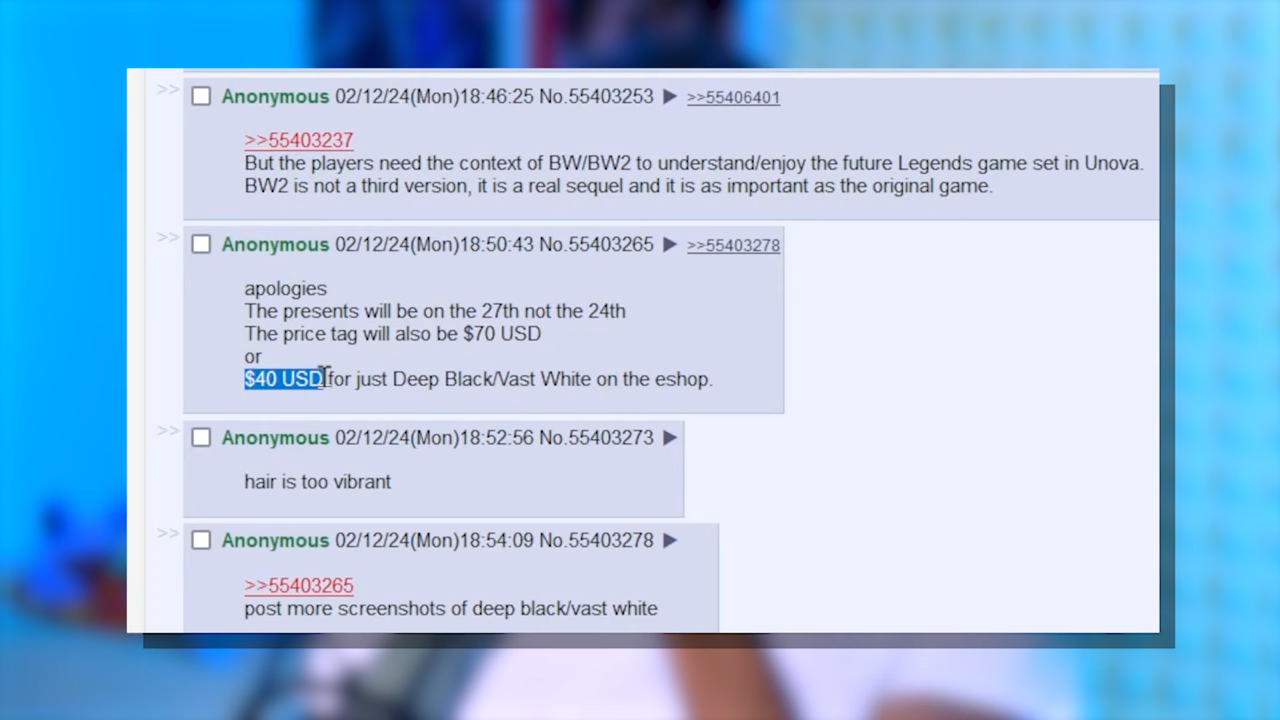 >> Anonymous 02/12/24(Mon)18:46:25 No.55403253 ▶ >>55406401
>>55403237
But the players need the context of BW/BW2 to understand/enjoy the future Legends game set in Unova.
BW2 is not a third version, it is a real sequel and it is as important as the original game.
>> Anonymous 02/12/24(Mon)18:50:43 No.55403265 ▶ >>55403278
apologies
The presents will be on the 27th not the 24th
The price tag will also be $70 USD
or
$40 USD for just Deep Black/Vast White on the eshop.
>> Anonymous 02/12/24(Mon)18:52:56 No.55403273 ▶
hair is too vibrant
>> Anonymous 02/12/24(Mon)18:54:09 No.55403278 ▶
>>55403265
post more screenshots of deep black/vast white